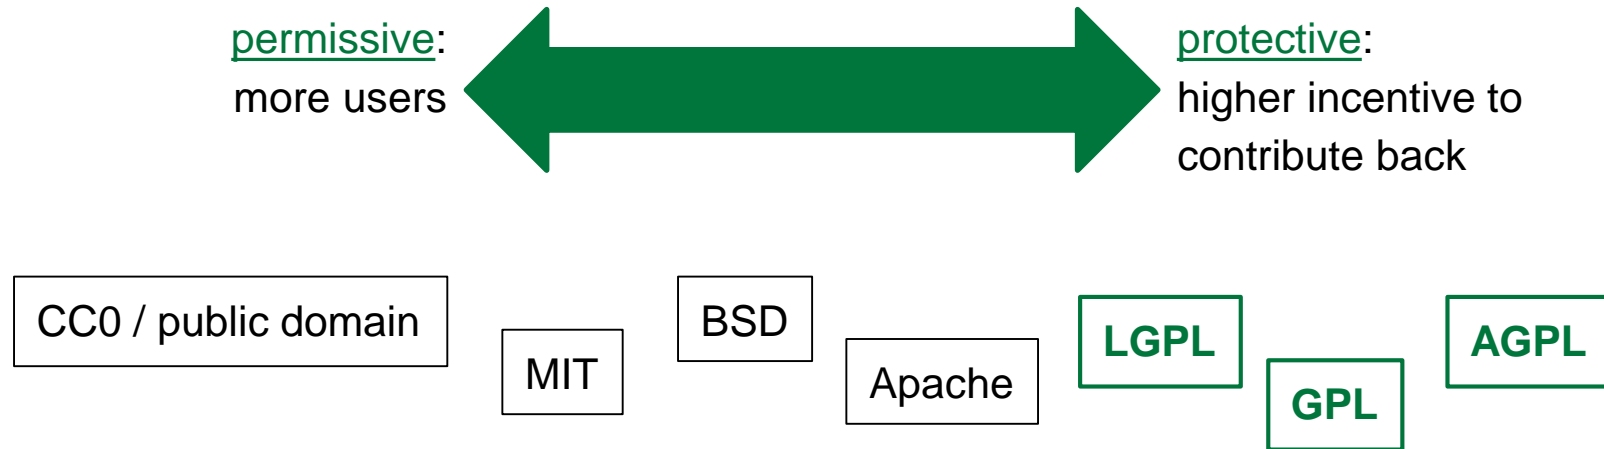 permissive:
more users
protective:
higher incentive to
contribute back
CC0 / public domain
MIT
BSD
Apache
LGPL
GPL
AGPL